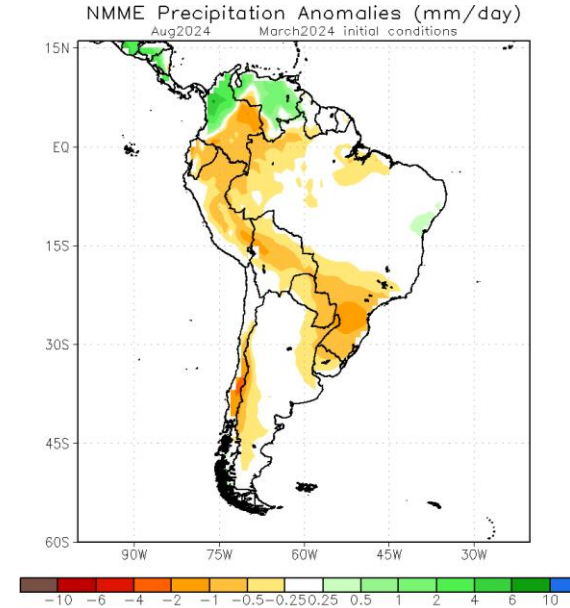 NMME Precipitation Anomalies (mm/day)
Aug2024 March2024 initial conditions
15N
EQ
15S
30S
45S
60S
90W 75W 60W 45W 30W
-10 -6 -4 -2 -1 -0.5 -0.25 0.25 0.5 1 2 4 6 10